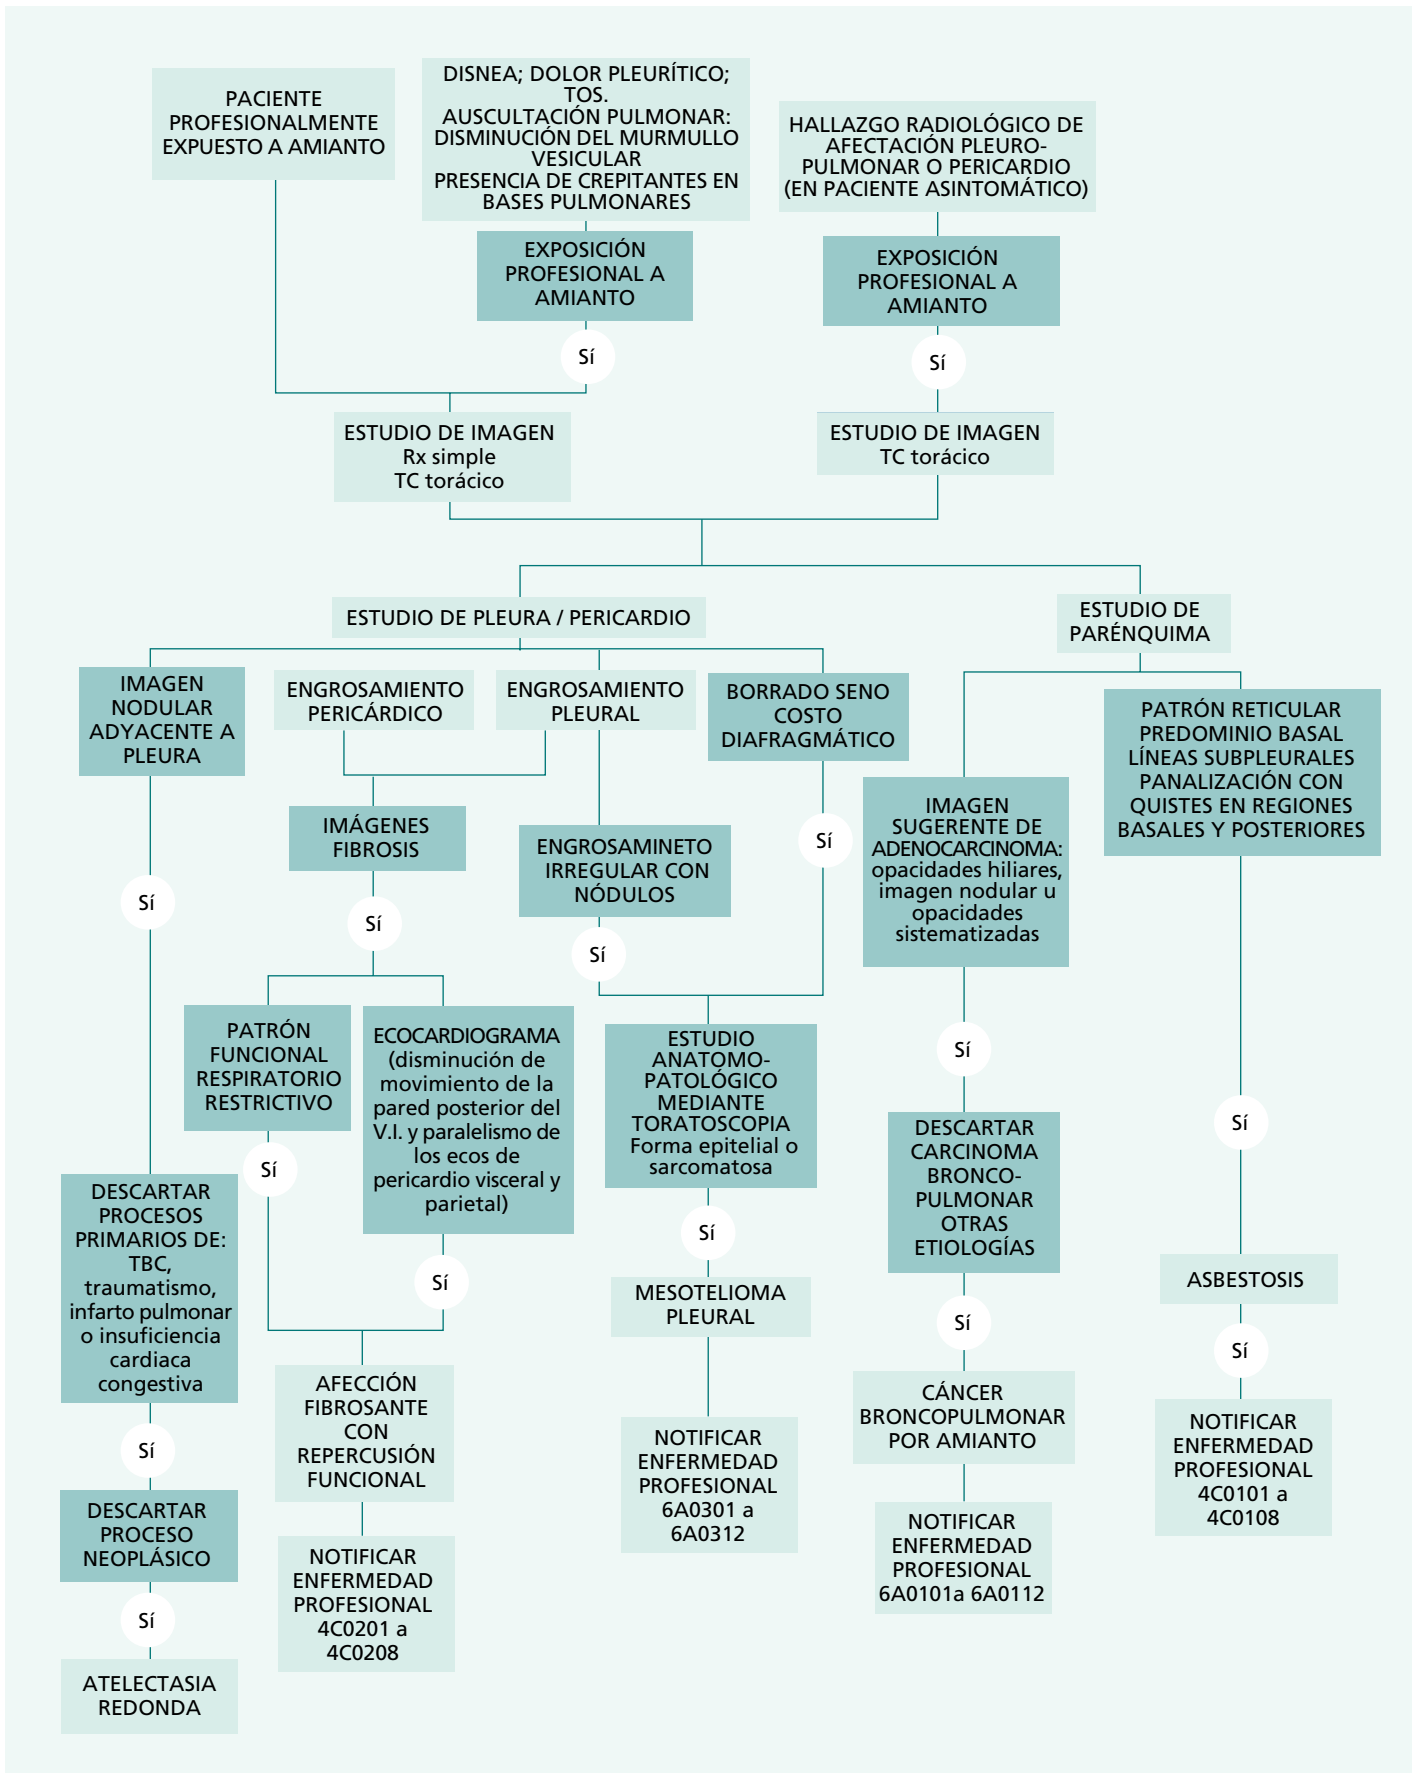 PACIENTE
PROFESIONALMENTE
EXPUESTO A AMIANTO
DISNEA; DOLOR PLEURÍTICO;
TOS.
AUSCULTACIÓN PULMONAR:
DISMINUCIÓN DEL MURMULLO
VESICULAR
PRESENCIA DE CREPITANTES EN
BASES PULMONARES
HALLAZGO RADIOLÓGICO DE
AFECTACIÓN PLEURO-
PULMONAR O PERICARDIO
(EN PACIENTE ASINTOMÁTICO)
EXPOSICIÓN
PROFESIONAL A
AMIANTO
EXPOSICIÓN
PROFESIONAL A
AMIANTO
Sí
Sí
ESTUDIO DE IMAGEN
Rx simple
TC torácico
ESTUDIO DE IMAGEN
TC torácico
ESTUDIO DE PLEURA / PERICARDIO
ESTUDIO DE
PARÉNQUIMA
IMAGEN
NODULAR
ADYACENTE A
PLEURA
ENGROSAMIENTO
PERICÁRDICO
ENGROSAMIENTO
PLEURAL
BORRADO SENO
COSTO
DIAFRAGMÁTICO
PATRÓN RETICULAR
PREDOMINIO BASAL
LÍNEAS SUBPLEURALES
PANALIZACIÓN CON
QUISTES EN REGIONES
BASALES Y POSTERIORES
IMAGEN
SUGERENTE DE
ADENOCARCINOMA:
opacidades hiliares,
imagen nodular u
opacidades
sistematizadas
IMÁGENES
FIBROSIS
ENGROSAMINETO
IRREGULAR CON
NÓDULOS
Sí
Sí
Sí
Sí
PATRÓN
FUNCIONAL
RESPIRATORIO
RESTRICTIVO
ECOCARDIOGRAMA
(disminución de
movimiento de la
pared posterior del
V.I. y paralelismo de
los ecos de
pericardio visceral y
parietal)
ESTUDIO
ANATOMO-
PATOLÓGICO
MEDIANTE
TORATOSCOPIA
Forma epitelial o
sarcomatosa
Sí
Sí
DESCARTAR
CARCINOMA
BRONCO-
PULMONAR
OTRAS
ETIOLOGÍAS
Sí
DESCARTAR
PROCESOS
PRIMARIOS DE:
TBC,
traumatismo,
infarto pulmonar
o insuficiencia
cardiaca
congestiva
Sí
Sí
MESOTELIOMA
PLEURAL
ASBESTOSIS
Sí
Sí
AFECCIÓN
FIBROSANTE
CON
REPERCUSIÓN
FUNCIONAL
CÁNCER
BRONCOPULMONAR
POR AMIANTO
NOTIFICAR
ENFERMEDAD
PROFESIONAL
6A0301 a
6A0312
NOTIFICAR
ENFERMEDAD
PROFESIONAL
4C0101 a
4C0108
Sí
DESCARTAR
PROCESO
NEOPLÁSICO
NOTIFICAR
ENFERMEDAD
PROFESIONAL
4C0201 a
4C0208
NOTIFICAR
ENFERMEDAD
PROFESIONAL
6A0101a 6A0112
Sí
ATELECTASIA
REDONDA